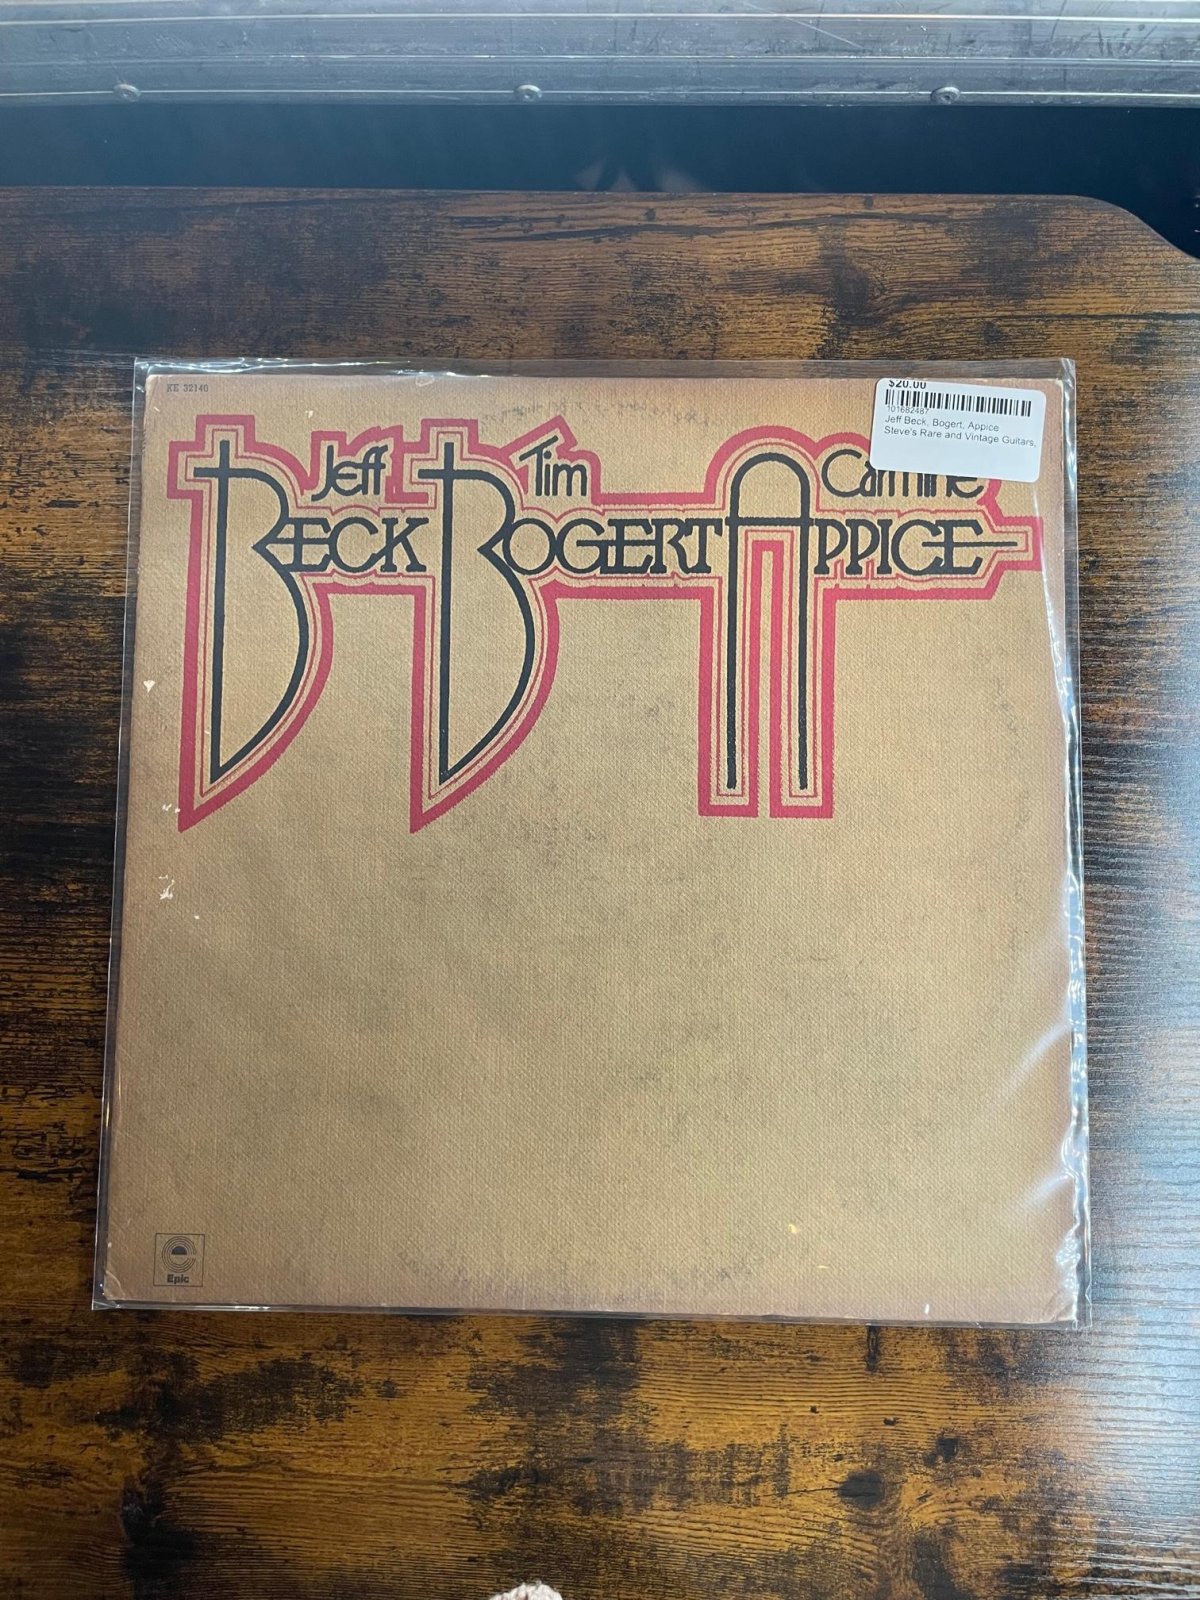 KE 32140
$20.00
101682487
Jeff Beck, Bogert, Appice
Steve's Rare and Vintage Guitars,
Jeff Tim Carmine
BECK BOGERT APPICE
Epic